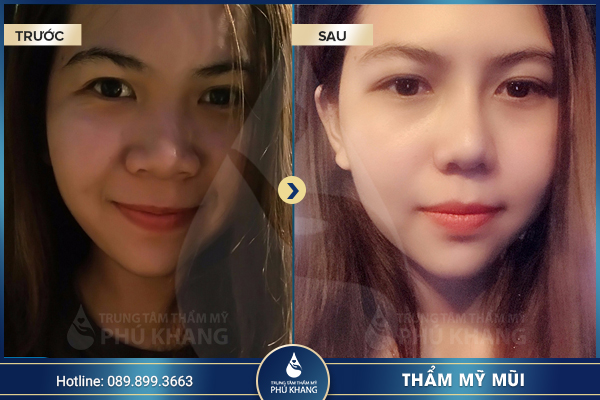 TRƯỚC
SAU
TRUNG TÂM THẨM MỸ
PHÚ KHANG
TRUNG TÂM THẨM MỸ
PHÚ KHANG
Hotline: 089.899.3663
TRUNG TÂM THẨM MỸ
PHÚ KHANG
THẨM MỸ MŨI